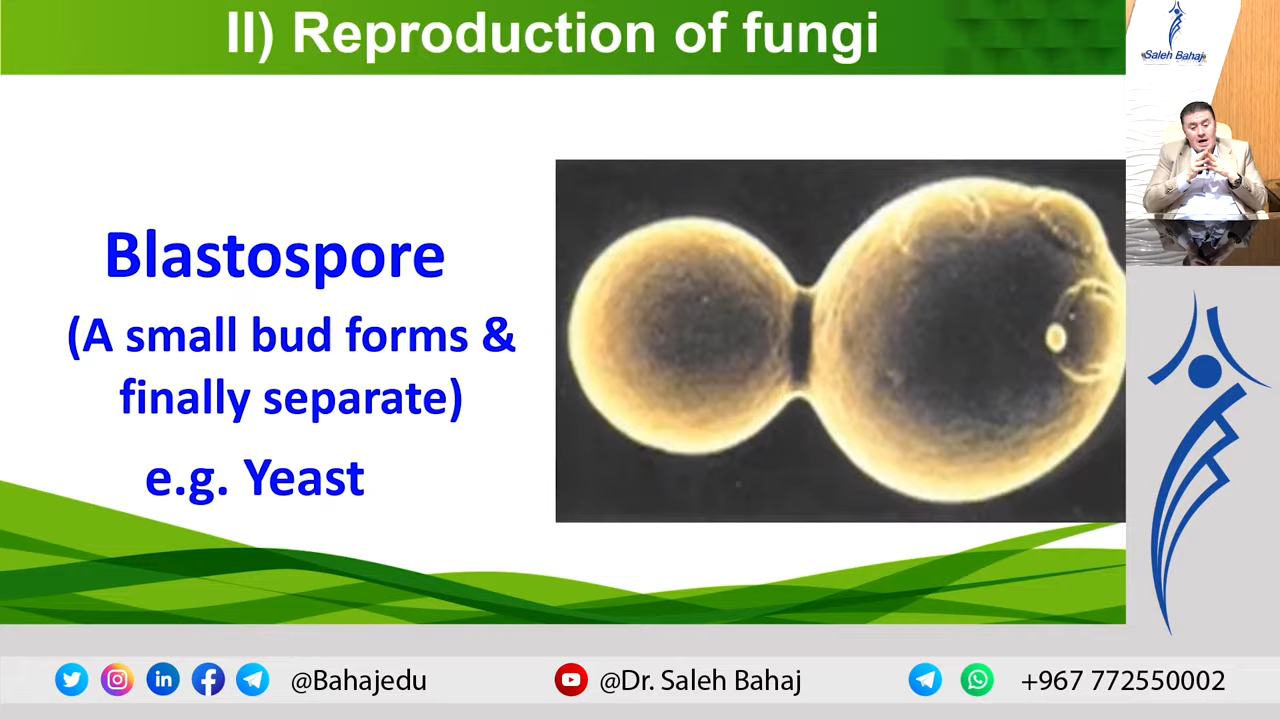 II) Reproduction of fungi
Saleh Bahaj
Blastospore
(A small bud forms &
finally separate)
e.g. Yeast
@Bahajedu
@Dr. Saleh Bahaj
+967 772550002